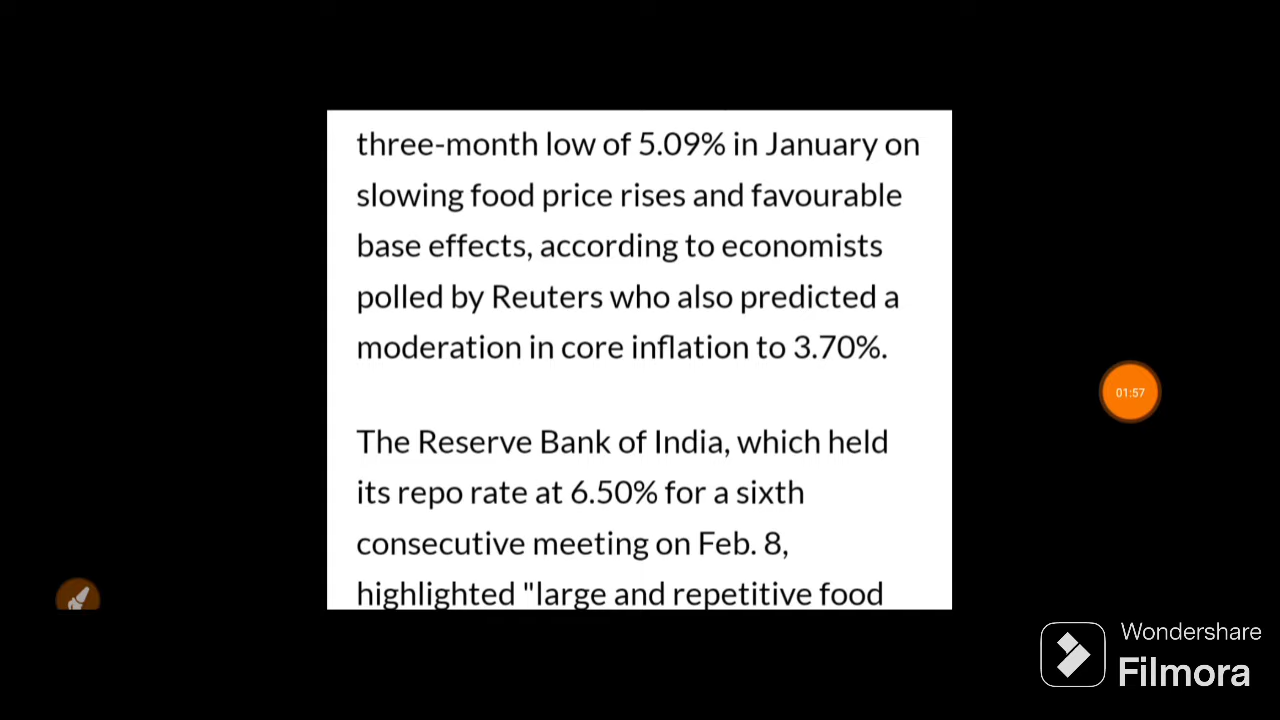 three-month low of 5.09% in January on
slowing food price rises and favourable
base effects, according to economists
polled by Reuters who also predicted a
moderation in core inflation to 3.70%.
The Reserve Bank of India, which held
its repo rate at 6.50% for a sixth
consecutive meeting on Feb. 8,
highlighted "large and repetitive food
01:57
Wondershare
Filmora